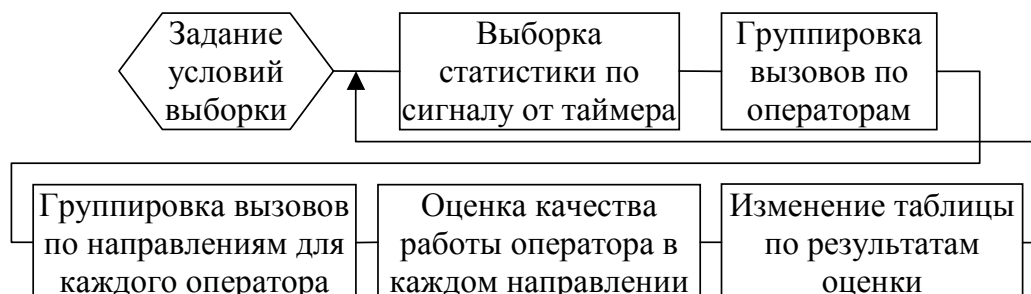 Задание
условий
выборки
Выборка
статистики по
сигналу от таймера
Группировка
вызовов по
операторам
Группировка вызовов
по направлениям для
каждого оператора
Оценка качества
работы оператора в
каждом направлении
Изменение таблицы
по результатам
оценки